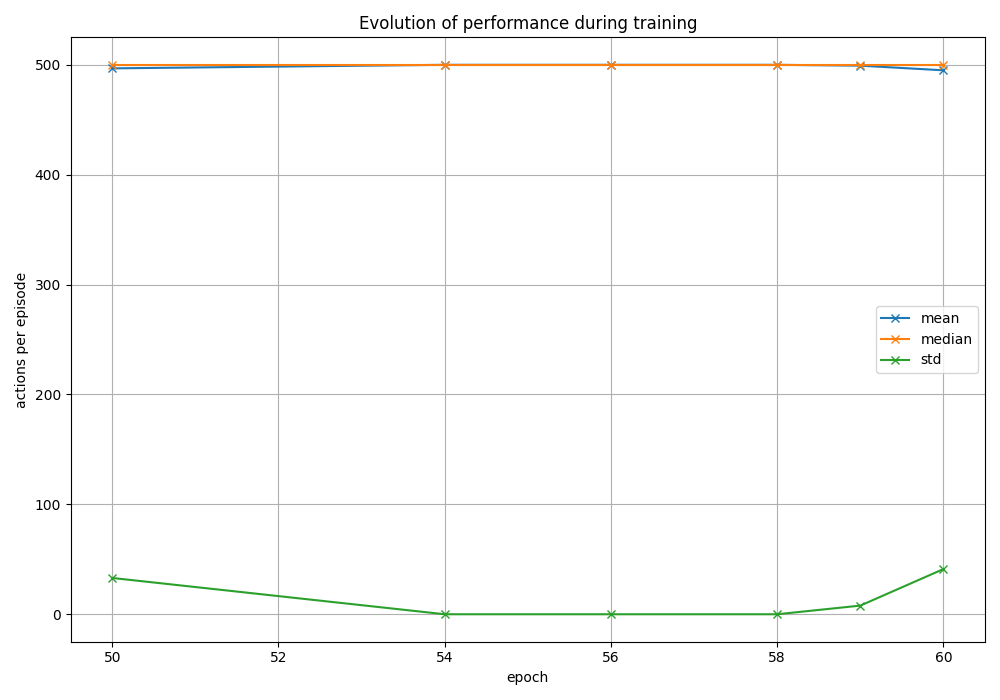 Evolution of performance during training
actions per episode
500
400
300
200
100
0
mean
median
std
50
52
54
56
58
60
epoch